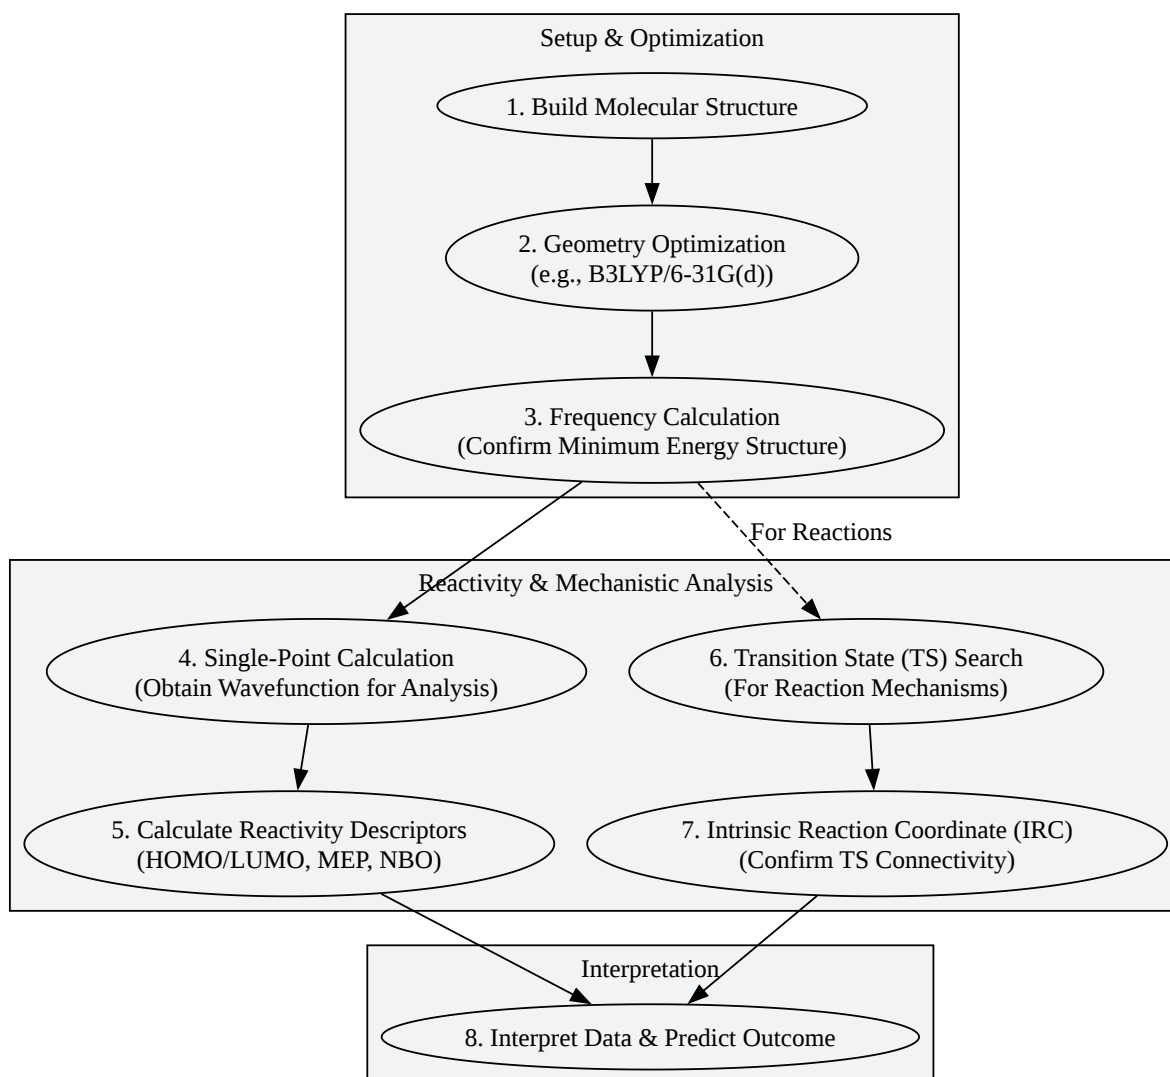 Setup & Optimization
1. Build Molecular Structure
2. Geometry Optimization
(e.g., B3LYP/6-31G(d))
3. Frequency Calculation
(Confirm Minimum Energy Structure)
For Reactions
Reactivity & Mechanistic Analysis
4. Single-Point Calculation
(Obtain Wavefunction for Analysis)
6. Transition State (TS) Search
(For Reaction Mechanisms)
5. Calculate Reactivity Descriptors
(HOMO/LUMO, MEP, NBO)
7. Intrinsic Reaction Coordinate (IRC)
(Confirm TS Connectivity)
Interpretation
8. Interpret Data & Predict Outcome